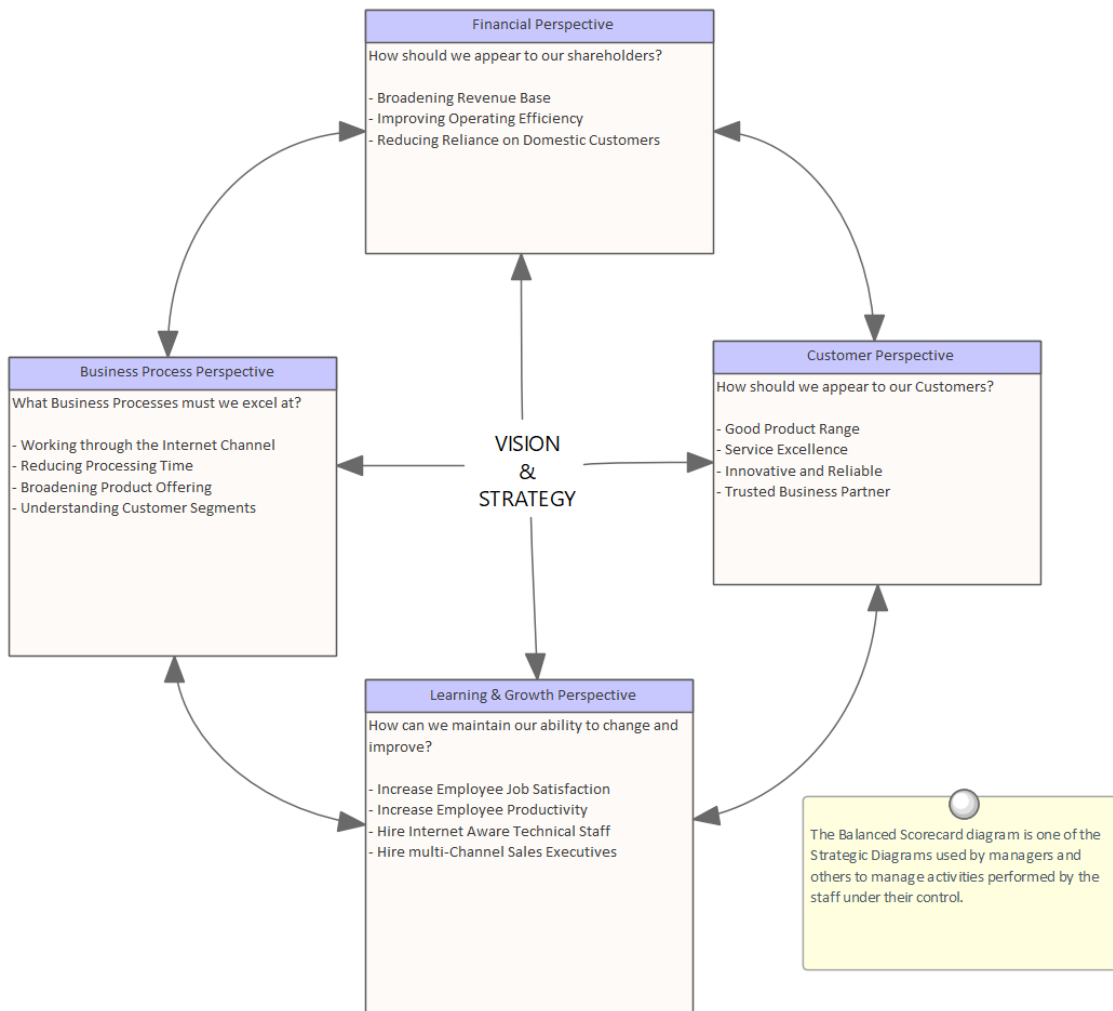 Financial Perspective
How should we appear to our shareholders?
- Broadening Revenue Base
- Improving Operating Efficiency
- Reducing Reliance on Domestic Customers
Business Process Perspective
What Business Processes must we excel at?
- Working through the Internet Channel
- Reducing Processing Time
- Broadening Product Offering
- Understanding Customer Segments
VISION
&
STRATEGY
Customer Perspective
How should we appear to our Customers?
- Good Product Range
- Service Excellence
- Innovative and Reliable
- Trusted Business Partner
Learning & Growth Perspective
How can we maintain our ability to change and
improve?
- Increase Employee Job Satisfaction
- Increase Employee Productivity
- Hire Internet Aware Technical Staff
- Hire multi-Channel Sales Executives
The Balanced Scorecard diagram is one of the
Strategic Diagrams used by managers and
others to manage activities performed by the
staff under their control.